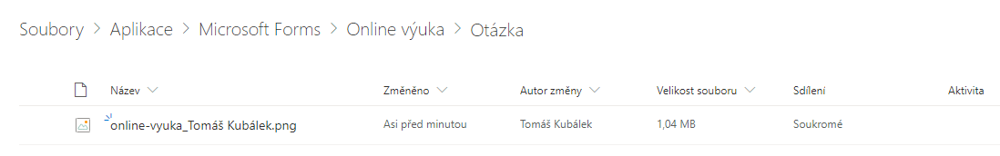 Soubory > Aplikace > Microsoft Forms > Online výuka > Otázka
Název Změněno Autor změny Velikost souboru Sdílení Aktivita
online-vyuka_Tomáš Kubálek.png Asi před minutou Tomáš Kubálek 1,04 MB Soukromé